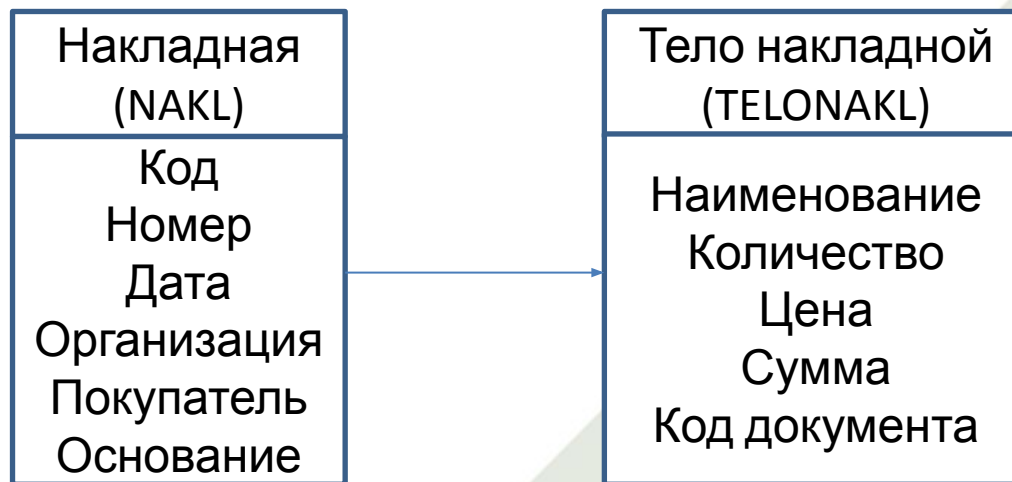 Накладная
(NAKL)
Код
Номер
Дата
Организация
Покупатель
Основание
Тело накладной
(TELONAKL)
Наименование
Количество
Цена
Сумма
Код документа